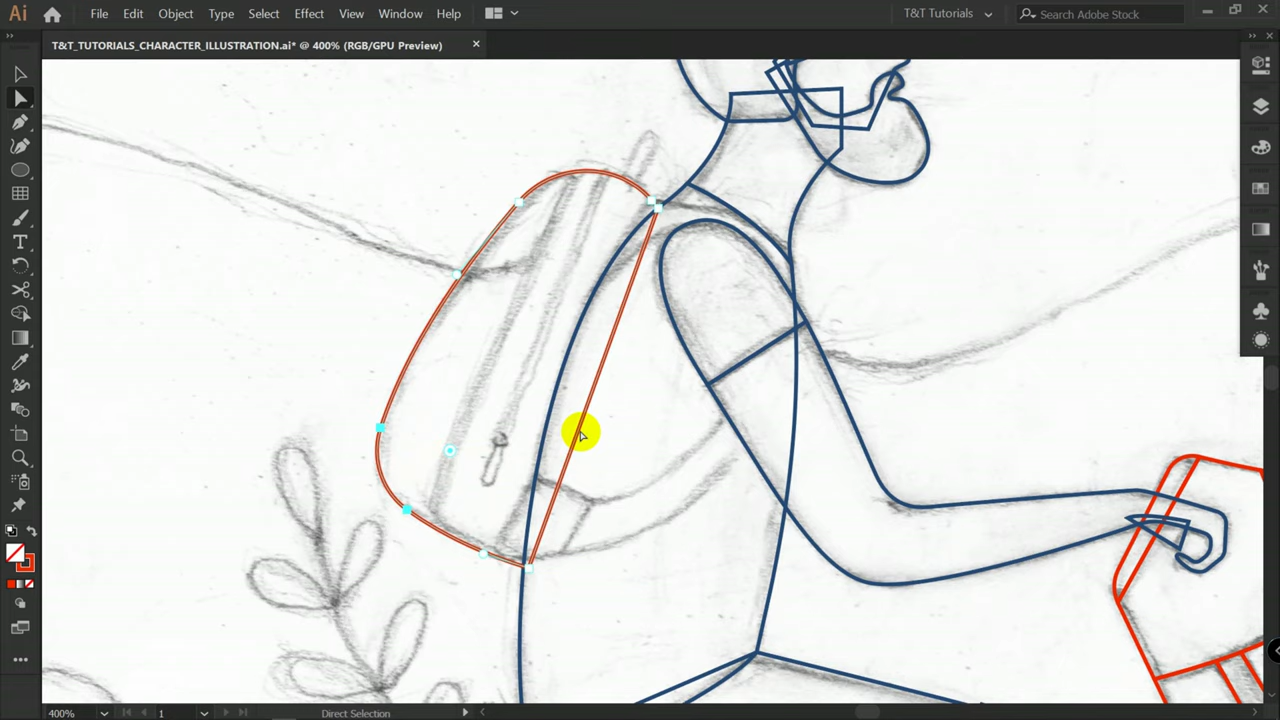 Ai File Edit Object Type Select Effect View Window Help T&T Tutorials Search Adobe Stock
T&T_TUTORIALS_CHARACTER_ILLUSTRATION.ai* @ 400% (RGB/GPU Preview)
T
400% 1 Direct Selection